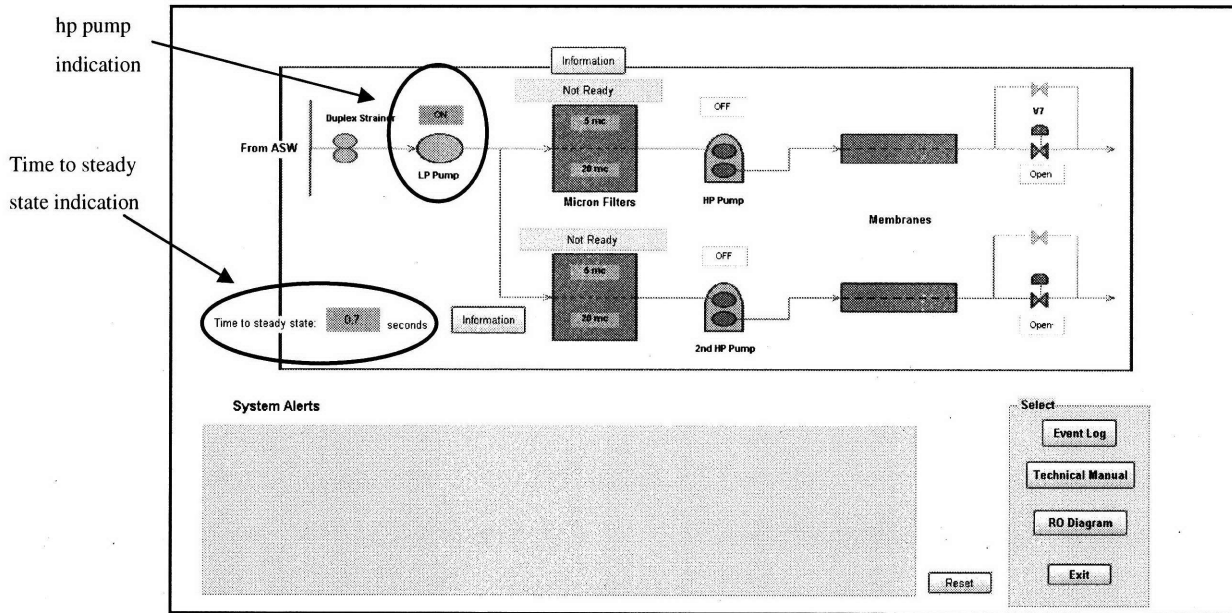 hp pump
indication
Time to steady
state indication
Information
Not Ready
5 mc
20 mc
Micron Filters
Duplex Strainer
From ASW
ON
LP Pump
OFF
HP Pump
Membranes
V7
Open
Not Ready
5 mc
20 mc
OFF
2nd HP Pump
Open
Time to steady state: 0.7 seconds
Information
System Alerts
Reset
Select
Event Log
Technical Manual
RO Diagram
Exit